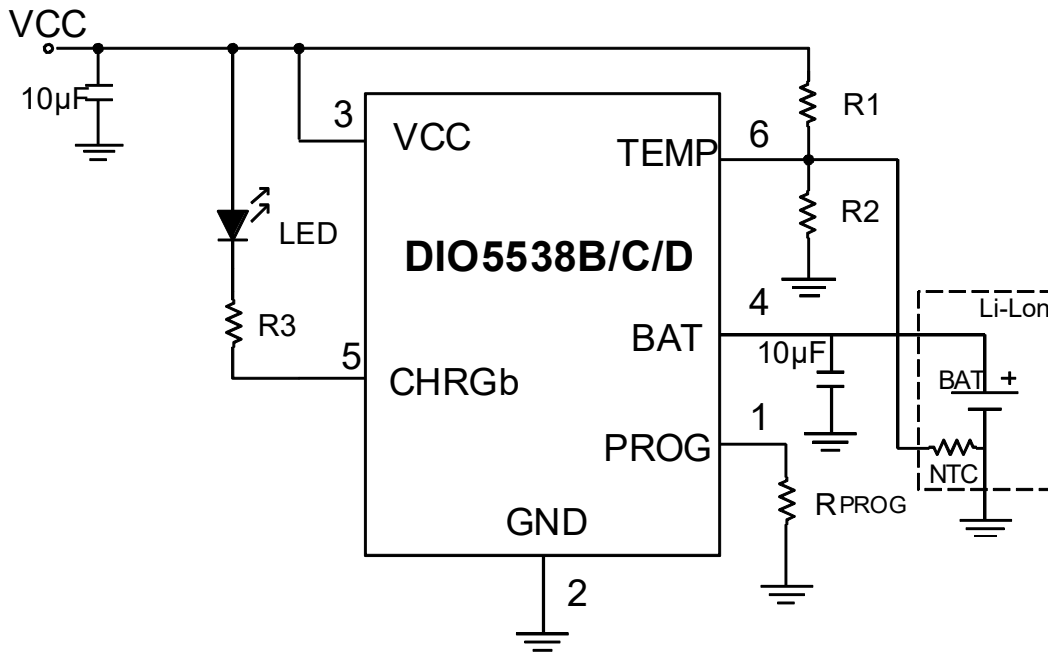 VCC
10µF
LED
R3
3
VCC
5
CHRGb
DIO5538B/C/D
GND
2
TEMP
6
R1
R2
BAT
4
10µF
PROG
1
RPROG
Li-Lon
BAT +
NTC